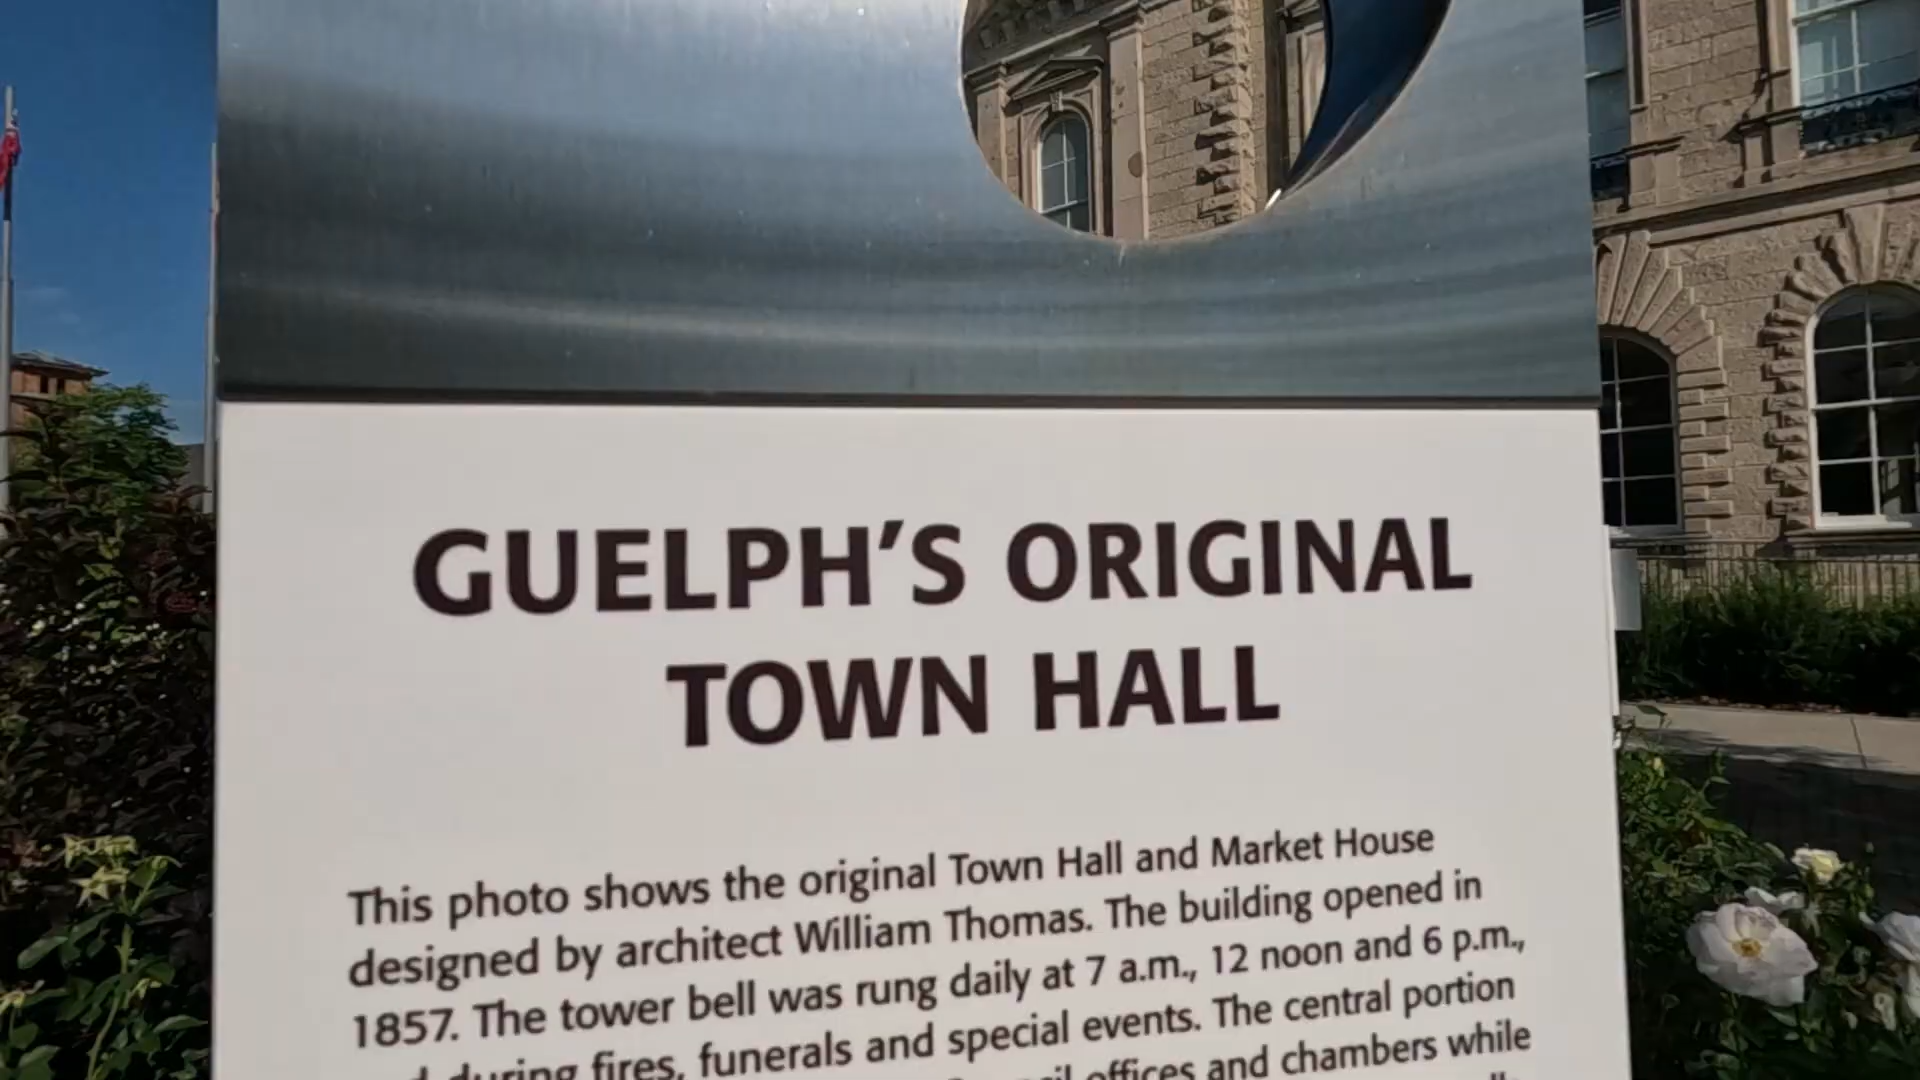 GUELPH'S ORIGINAL
TOWN HALL
This photo shows the original Town Hall and Market House
designed by architect William Thomas. The building opened in
1857. The tower bell was rung daily at 7 a.m., 12 noon and 6 p.m.,
during fires, funerals and special events. The central portion
offices and chambers while